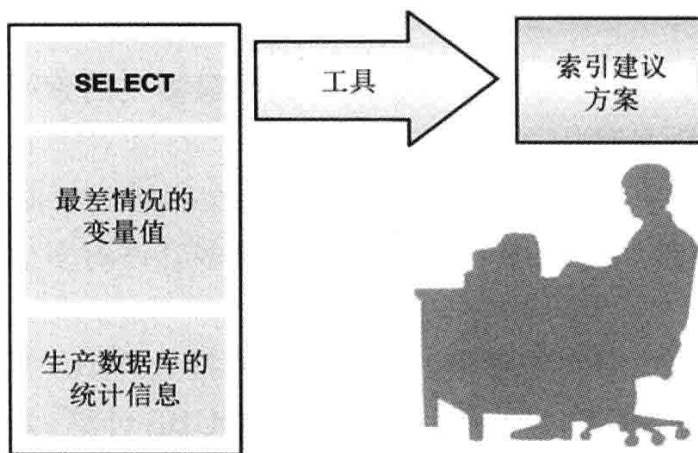 SELECT
最差情况的
变量值
生产数据库的
统计信息
工具
索引建议
方案